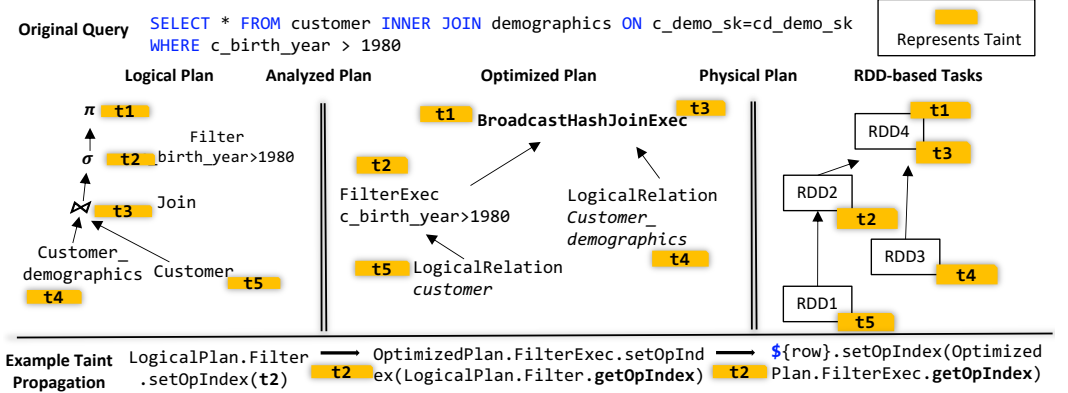 Original Query
SELECT * FROM customer INNER JOIN demographics ON c_demo_sk=cd_demo_sk
WHERE c_birth_year > 1980
Represents Taint
Logical Plan
Analyzed Plan
Optimized Plan
Physical Plan
RDD-based Tasks
π t1
Filter
σ t2 _birth_year>1980
⋈ t3 Join
Customer_
demographics
t4
Customer
t5
t1 BroadcastHashJoinExec t3
t2
FilterExec
c_birth_year>1980
LogicalRelation
Customer_
demographics
t4
t5 LogicalRelation
customer
t1
RDD4
t3
RDD2
t2
RDD3
t4
RDD1
t5
Example Taint
Propagation
LogicalPlan.Filter
.setOpIndex(t2)
t2
OptimizedPlan.FilterExec.setOpInd
ex(LogicalPlan.Filter.getOpIndex)
t2
${row}.setOpIndex(Optimized
Plan.FilterExec.getOpIndex)